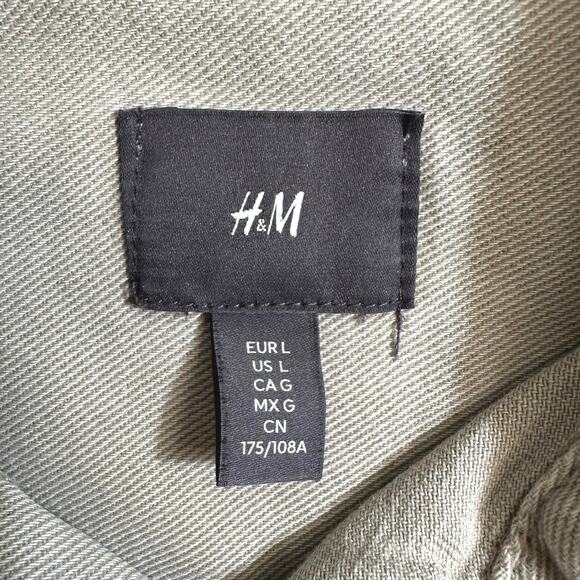 H&M
EUR L
US L
CA G
MX G
CN
175/108A